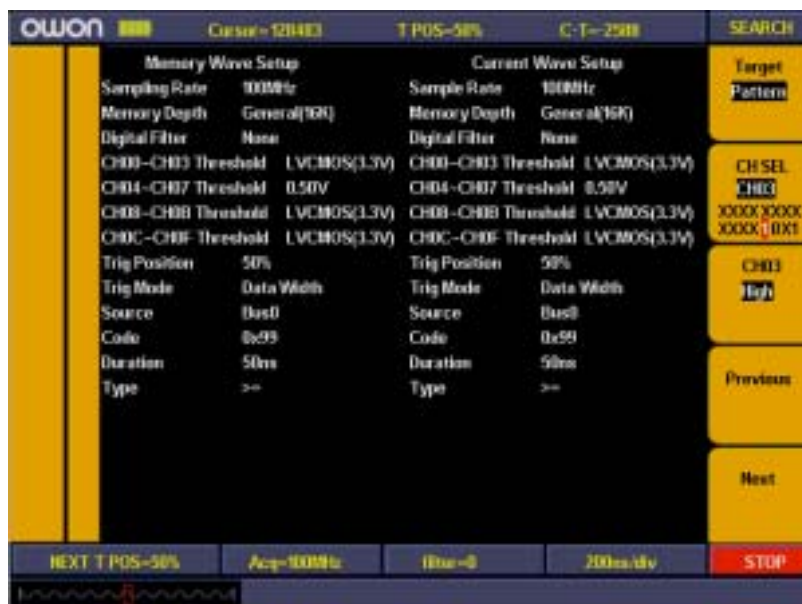 OWON T POS=50% SEARCH
Memory Wave Setup Current Wave Setup
Sampling Rate 100MHz Sample Rate 100MHz
Memory Depth General(16K) Memory Depth General(16K)
Digital Filter None Digital Filter None
CH00~CH03 Threshold LVCMOS(3.3V) CH00~CH03 Threshold LVCMOS(3.3V)
CH04~CH07 Threshold 0.50V CH04~CH07 Threshold 0.50V
CH08~CH0B Threshold LVCMOS(3.3V) CH08~CH0B Threshold LVCMOS(3.3V)
CH0C~CH0F Threshold LVCMOS(3.3V) CH0C~CH0F Threshold LVCMOS(3.3V)
Trig Position 50% Trig Position 50%
Trig Mode Data Width Trig Mode Data Width
Source Bus0 Source Bus0
Code 0x99 Code 0x99
Duration 50ns Duration 50ns
Type >= Type >=
Target
Pattern
CH SEL
CH03
XXXX XXXX
XXXX 1 0X1
CH03
High
Previous
Next
NEXT T POS=50% Acq=100MHz filter=0 200ns/div STOP